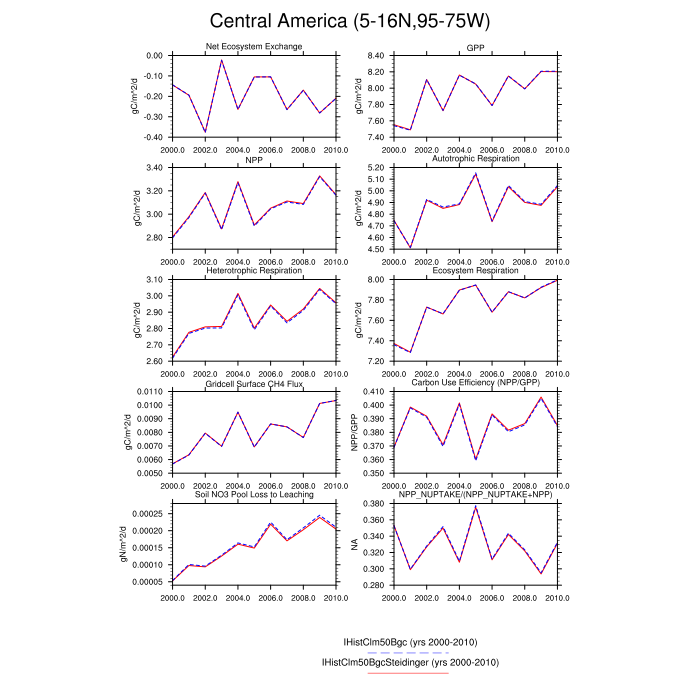 Central America (5-16N,95-75W)
Net Ecosystem Exchange
GPP
gC/m^2/d
0.00
-0.10
-0.20
-0.30
-0.40
2000.0 2002.0 2004.0 2006.0 2008.0 2010.0
gC/m^2/d
8.40
8.20
8.00
7.80
7.60
7.40
2000.0 2002.0 2004.0 2006.0 2008.0 2010.0
NPP
Autotrophic Respiration
gC/m^2/d
3.40
3.20
3.00
2.80
2000.0 2002.0 2004.0 2006.0 2008.0 2010.0
gC/m^2/d
5.20
5.10
5.00
4.90
4.80
4.70
4.60
4.50
2000.0 2002.0 2004.0 2006.0 2008.0 2010.0
Heterotrophic Respiration
Ecosystem Respiration
gC/m^2/d
3.10
3.00
2.90
2.80
2.70
2.60
2000.0 2002.0 2004.0 2006.0 2008.0 2010.0
gC/m^2/d
8.00
7.80
7.60
7.40
7.20
2000.0 2002.0 2004.0 2006.0 2008.0 2010.0
Gridcell Surface CH4 Flux
Carbon Use Efficiency (NPP/GPP)
gC/m^2/d
0.0110
0.0100
0.0090
0.0080
0.0070
0.0060
0.0050
2000.0 2002.0 2004.0 2006.0 2008.0 2010.0
NPP/GPP
0.410
0.400
0.390
0.380
0.370
0.360
0.350
2000.0 2002.0 2004.0 2006.0 2008.0 2010.0
Soil NO3 Pool Loss to Leaching
NPP_NUPTAKE/(NPP_NUPTAKE+NPP)
gN/m^2/d
0.00025
0.00020
0.00015
0.00010
0.00005
2000.0 2002.0 2004.0 2006.0 2008.0 2010.0
NA
0.380
0.360
0.340
0.320
0.300
0.280
2000.0 2002.0 2004.0 2006.0 2008.0 2010.0
IHistClm50Bgc (yrs 2000-2010)
IHistClm50BgcSteidinger (yrs 2000-2010)